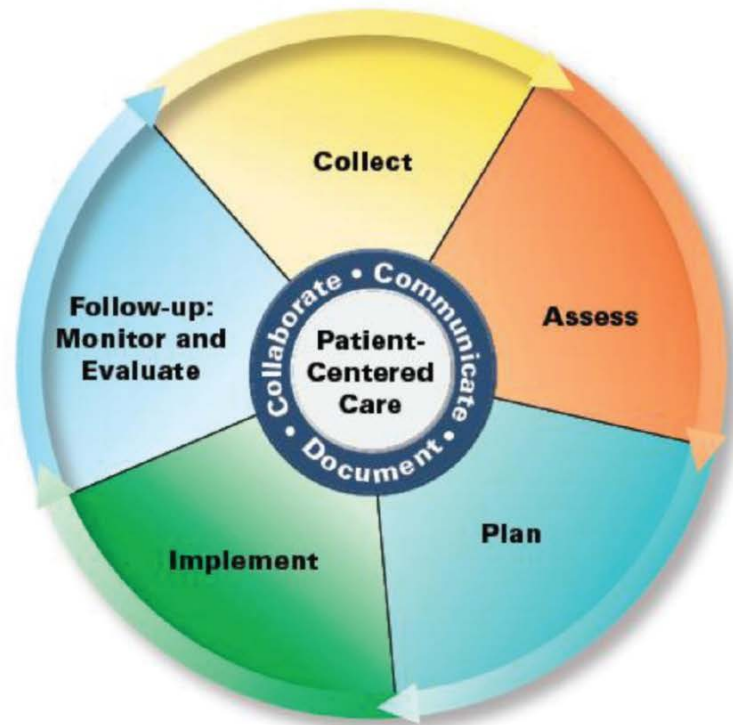 Collect
Assess
Plan
Implement
Follow-up:
Monitor and
Evaluate
Collaborate • Communicate • Document •
Patient-
Centered
Care